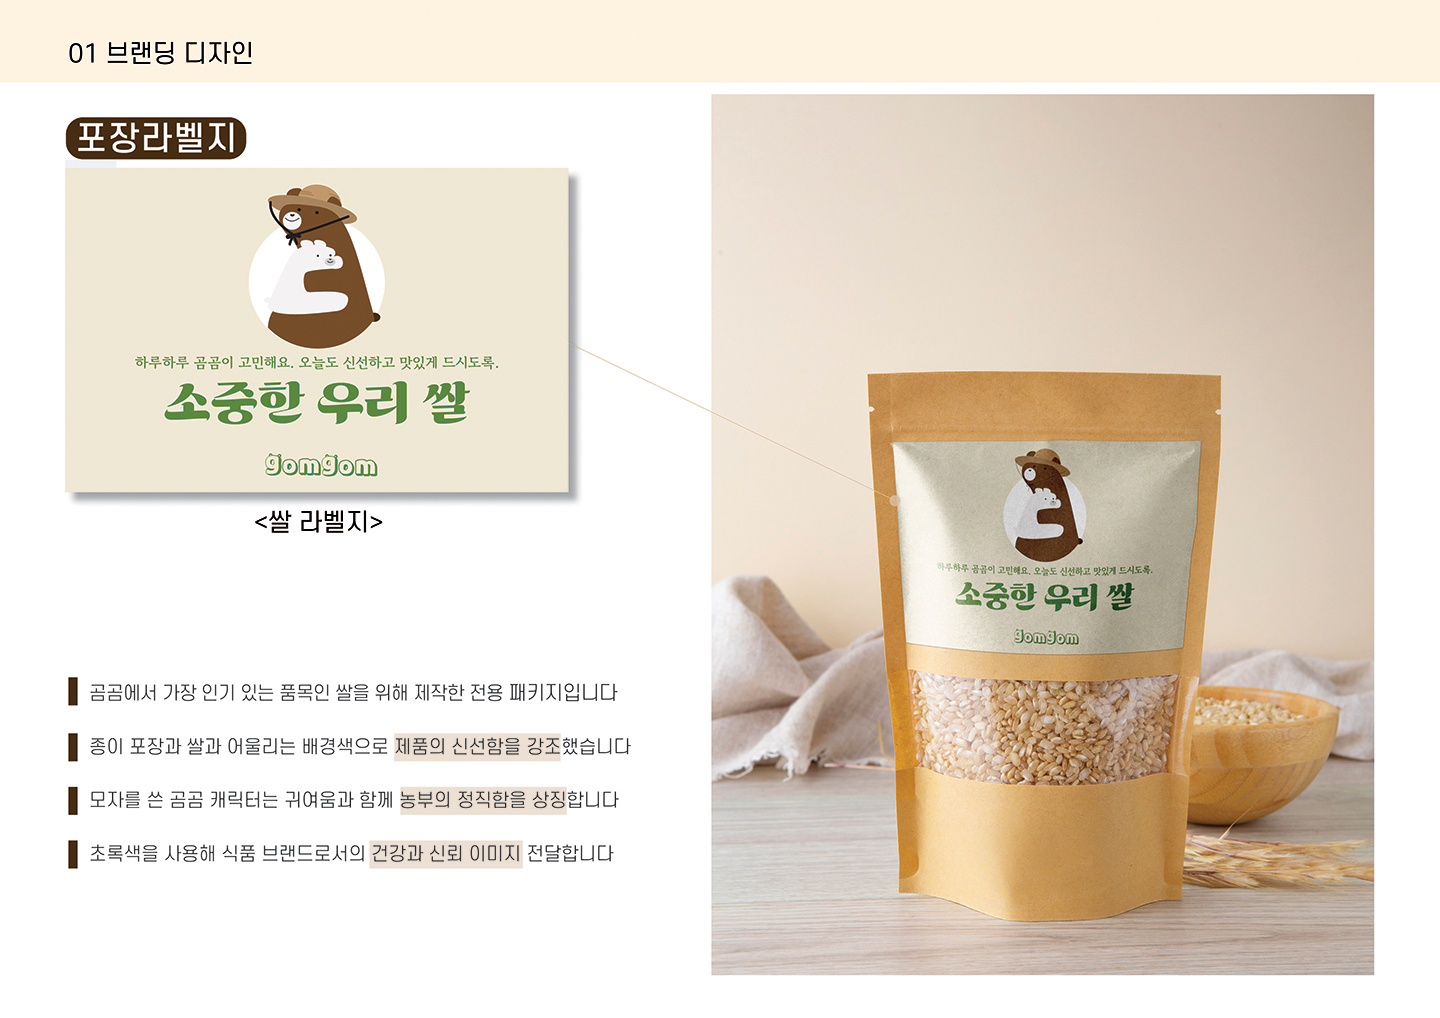 01 브랜딩 디자인
포장라벨지
하루하루 곰곰이 고민해요. 오늘도 신선하고 맛있게 드시도록.
소중한 우리 쌀
gomgom
<쌀 라벨지>
곰곰에서 가장 인기 있는 품목인 쌀을 위해 제작한 전용 패키지입니다
종이 포장과 쌀과 어울리는 배경색으로 제품의 신선함을 강조했습니다
모자를 쓴 곰곰 캐릭터는 귀여움과 함께 농부의 정직함을 상징합니다
초록색을 사용해 식품 브랜드로서의 건강과 신뢰 이미지 전달합니다
하루하루 곰곰이 고민해요. 오늘도 신선하고 맛있게 드시도록.
소중한 우리 쌀
gomgom